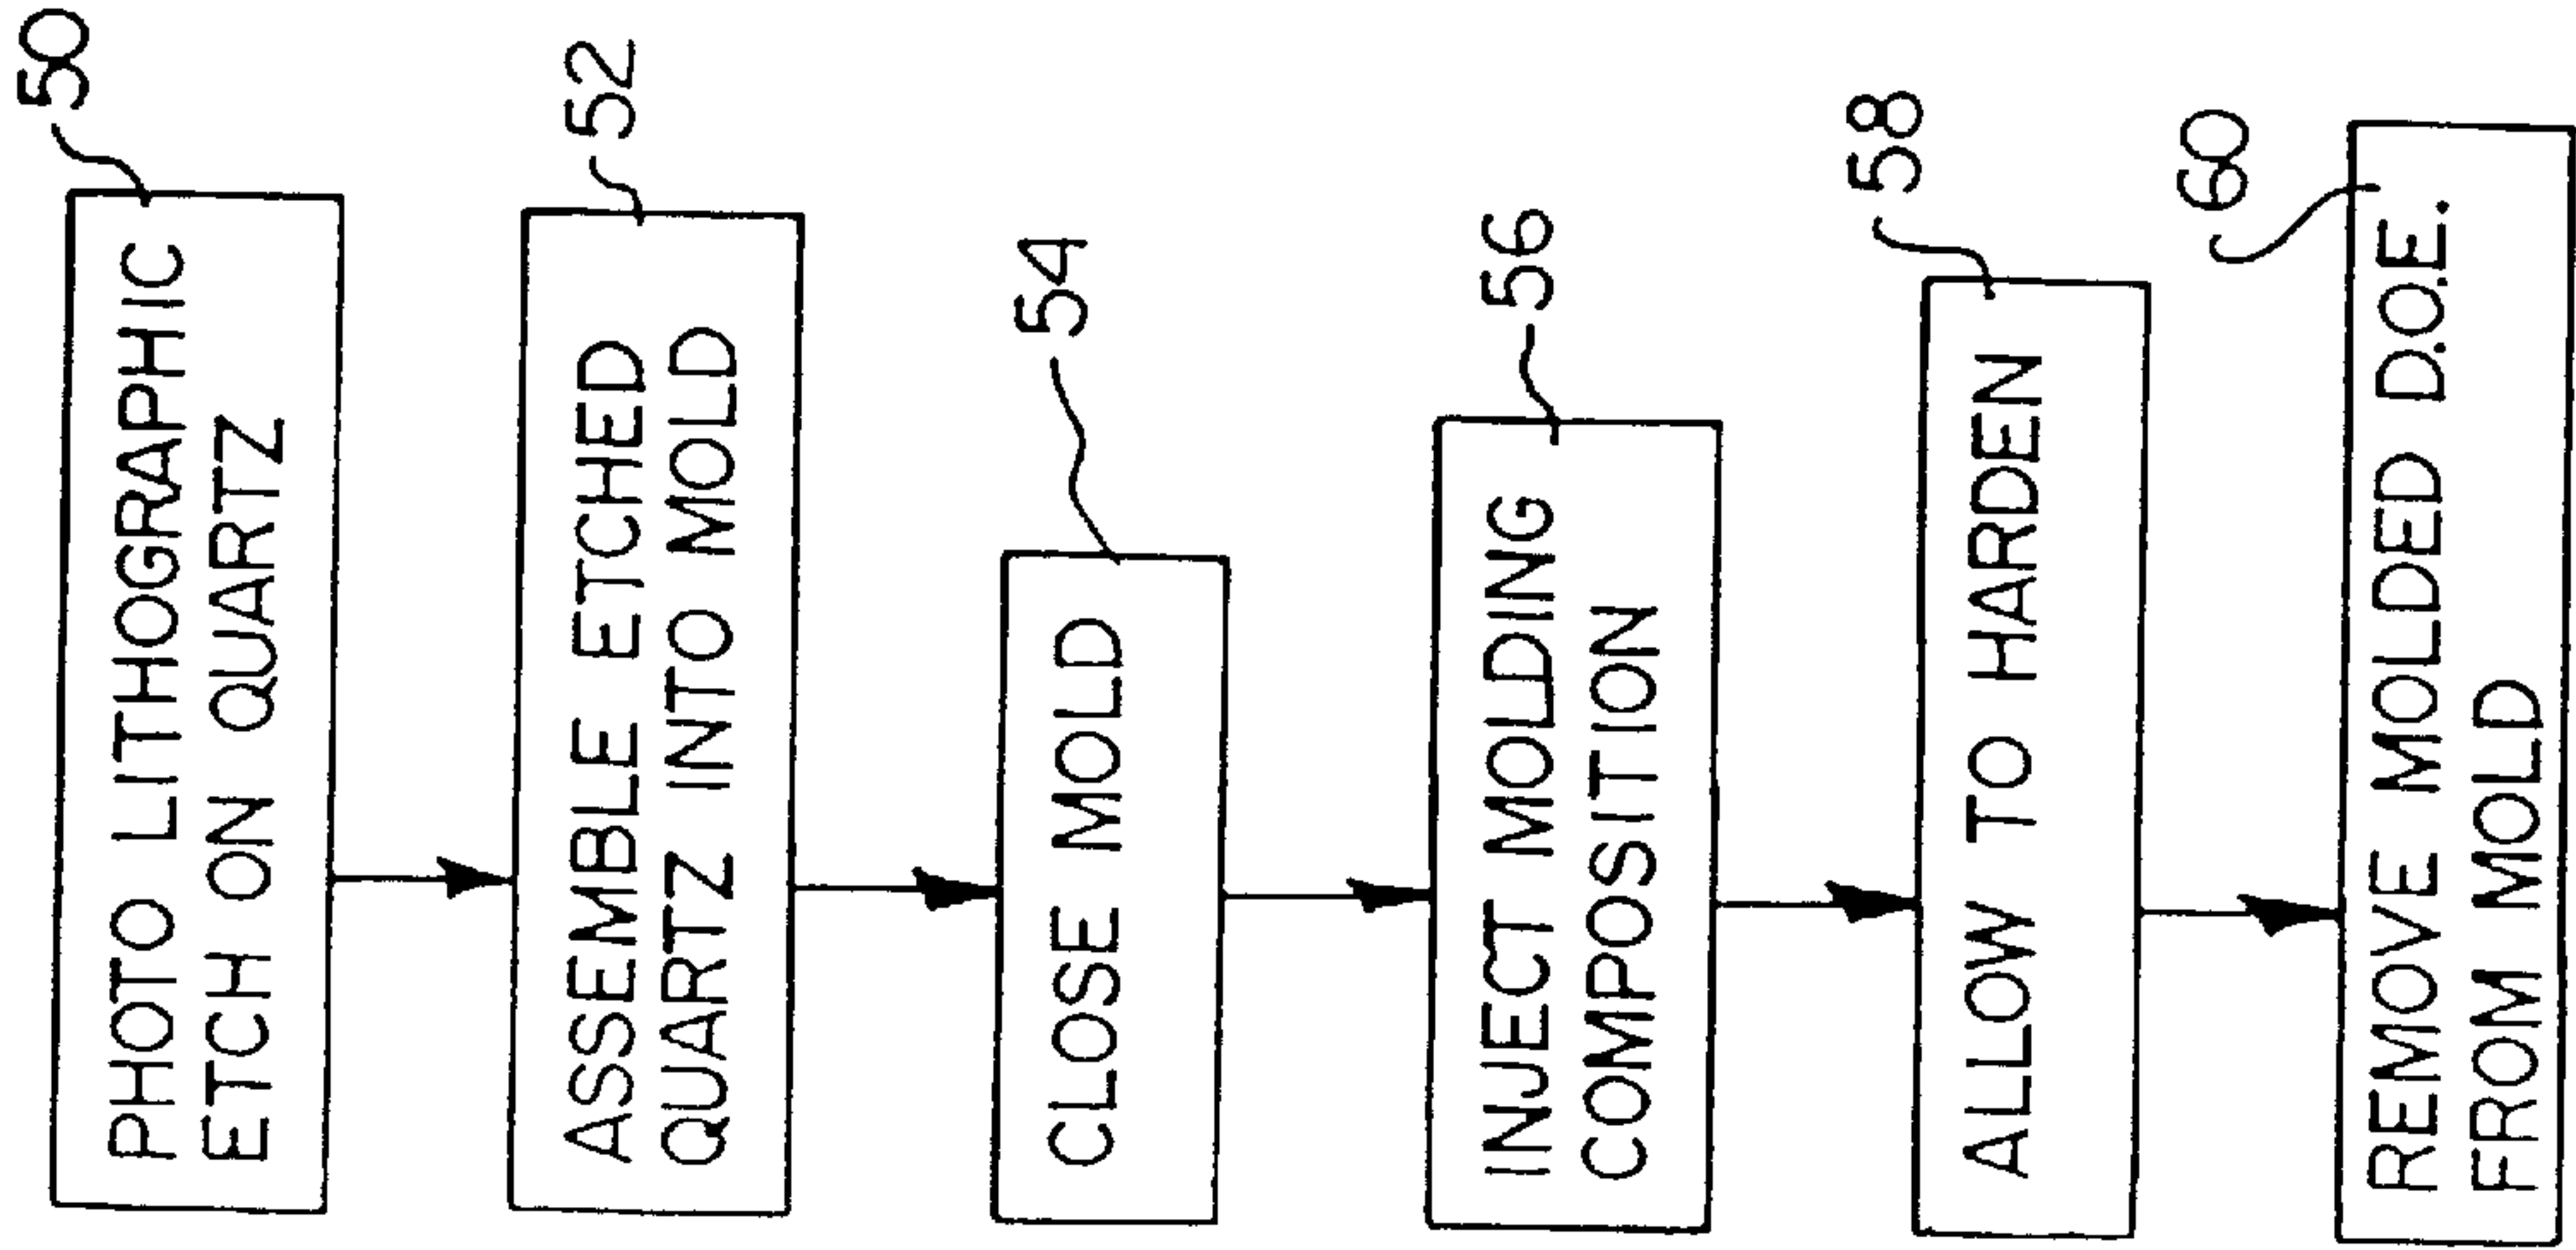 50
PHOTO LITHOGRAPHIC
ETCH ON QUARTZ
52
ASSEMBLE ETCHED
QUARTZ INTO MOLD
54
CLOSE MOLD
56
INJECT MOLDING
COMPOSITION
58
ALLOW TO HARDEN
60
REMOVE MOLDED D.O.E.
FROM MOLD